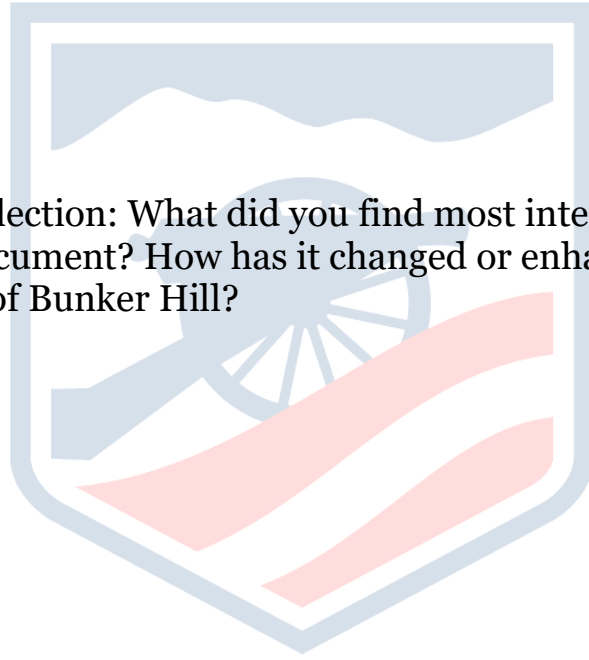 lection: What did you find most inte
cument? How has it changed or enha
of Bunker Hill?